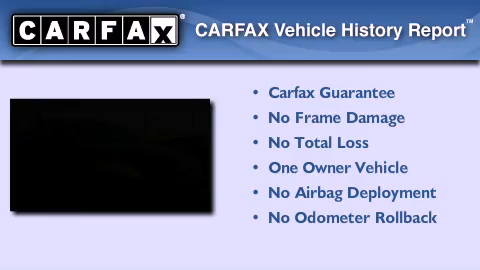 CARFAX® CARFAX Vehicle History Report™
• Carfax Guarantee
• No Frame Damage
• No Total Loss
• One Owner Vehicle
• No Airbag Deployment
• No Odometer Rollback